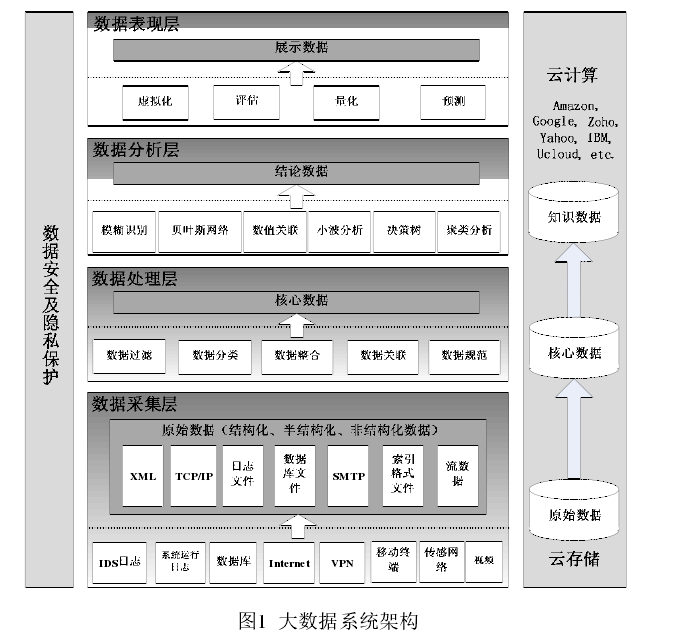 数据安全及隐私保护
数据表现层
展示数据
虚拟化
评估
量化
预测
数据分析层
结论数据
模糊识别
贝叶斯网络
数值关联
小波分析
决策树
聚类分析
数据处理层
核心数据
数据过滤
数据分类
数据整合
数据关联
数据规范
数据采集层
原始数据（结构化、半结构化、非结构化数据）
XML
TCP/IP
日志
文件
数据
库文
件
SMTP
索引
格式
文件
流数
据
IDS日志
系统运行
日志
数据库
Internet
VPN
移动终
端
传感网
络
视频
云计算
Amazon,
Google, Zoho,
Yahoo, IBM,
Ucloud, etc.
知识数据
核心数据
原始数据
云存储
图1 大数据系统架构